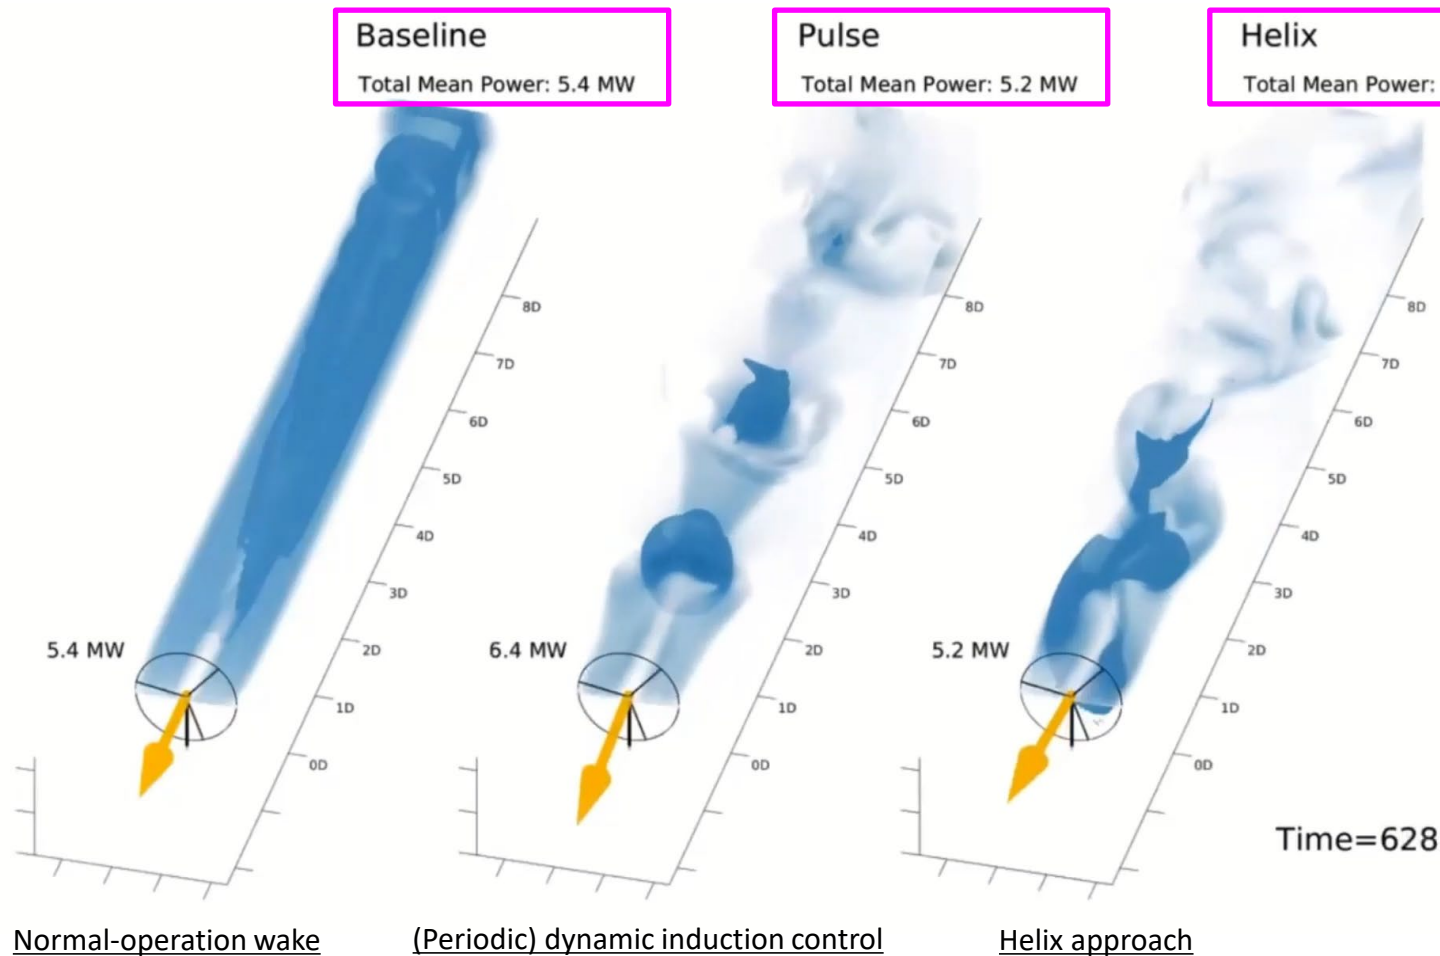 Baseline
Total Mean Power: 5.4 MW
Pulse
Total Mean Power: 5.2 MW
Helix
Total Mean Power:
8D
7D
6D
5D
4D
3D
2D
1D
0D
5.4 MW
8D
7D
6D
5D
4D
3D
2D
1D
0D
6.4 MW
8D
7D
6D
5D
4D
3D
2D
1D
0D
5.2 MW
Time=628
Normal-operation wake
(Periodic) dynamic induction control
Helix approach